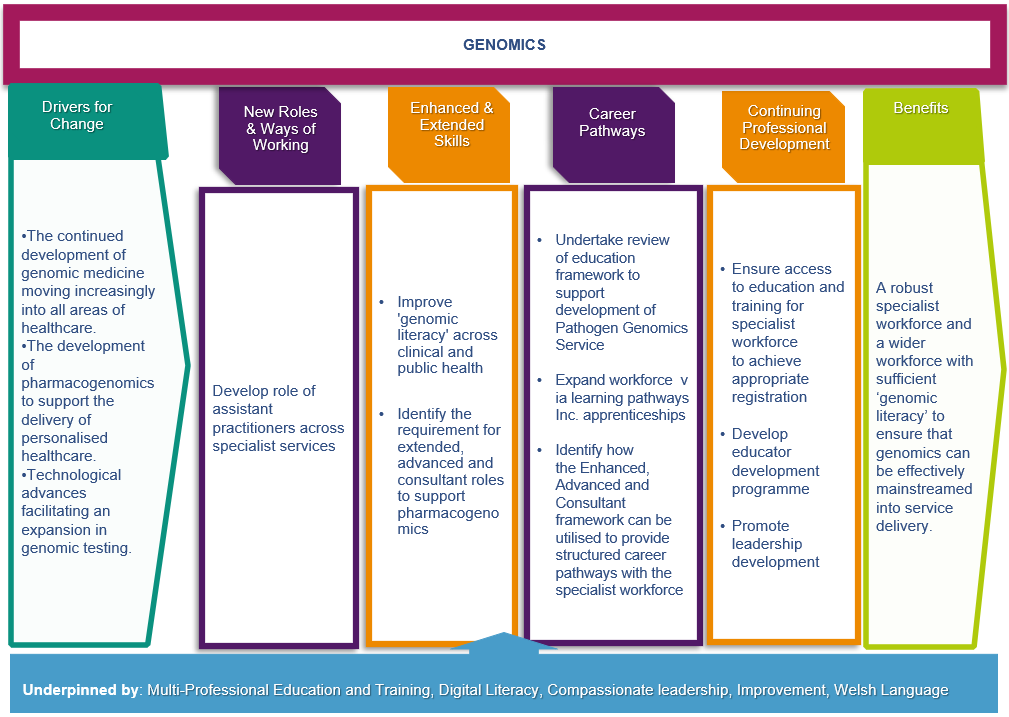 GENOMICS
Drivers for
Change
•The continued
development of
genomic medicine
moving increasingly
into all areas of
healthcare.
•The development
of
pharmacogenomics
to support the
delivery of
personalised
healthcare.
•Technological
advances
facilitating an
expansion in
genomic testing.
New Roles
& Ways of
Working
Develop role of
assistant
practitioners across
specialist services
Enhanced &
Extended
Skills
• Improve
'genomic
literacy' across
clinical and
public health
• Identify the
requirement for
extended,
advanced and
consultant roles
to support
pharmacogeno
mics
Career
Pathways
• Undertake review
of education
framework to
support
development of
Pathogen Genomics
Service
• Expand workforce v
ia learning pathways
Inc. apprenticeships
• Identify how
the Enhanced,
Advanced and
Consultant
framework can be
utilised to provide
structured career
pathways with the
specialist workforce
Continuing
Professional
Development
• Ensure access
to education and
training for
specialist
workforce
to achieve
appropriate
registration
• Develop
educator
development
programme
• Promote
leadership
development
Benefits
A robust
specialist
workforce and
a wider
workforce with
sufficient
‘genomic
literacy’ to
ensure that
genomics can
be effectively
mainstreamed
into service
delivery.
Underpinned by: Multi-Professional Education and Training, Digital Literacy, Compassionate leadership, Improvement, Welsh Language